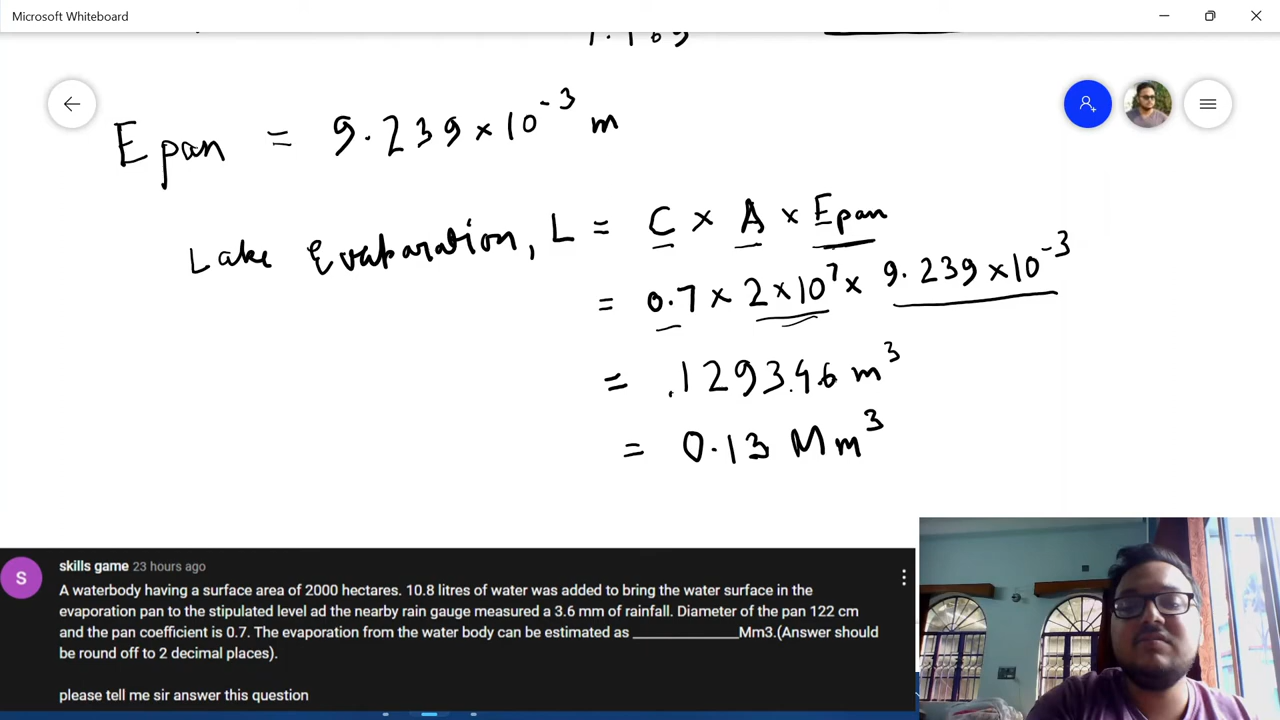 Microsoft Whiteboard
E pan = 9.239 × 10⁻³ m
Lake Evaporation, L = C × A × Epan
= 0.7 × 2 × 10⁷ × 9.239 × 10⁻³
= .129346 m³
= 0.13 Mm³
S
skills game 23 hours ago
A waterbody having a surface area of 2000 hectares. 10.8 litres of water was added to bring the water surface in the
evaporation pan to the stipulated level ad the nearby rain gauge measured a 3.6 mm of rainfall. Diameter of the pan 122 cm
and the pan coefficient is 0.7. The evaporation from the water body can be estimated as ______________Mm3.(Answer should
be round off to 2 decimal places).
please tell me sir answer this question